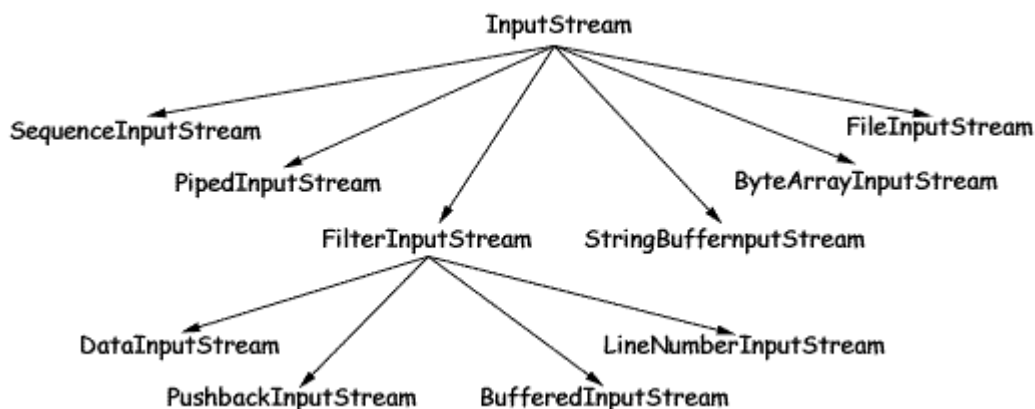 InputStream
SequenceInputStream
FileInputStream
PipedInputStream
ByteArrayInputStream
FilterInputStream
StringBuffernputStream
DataInputStream
LineNumberInputStream
PushbackInputStream
BufferedInputStream